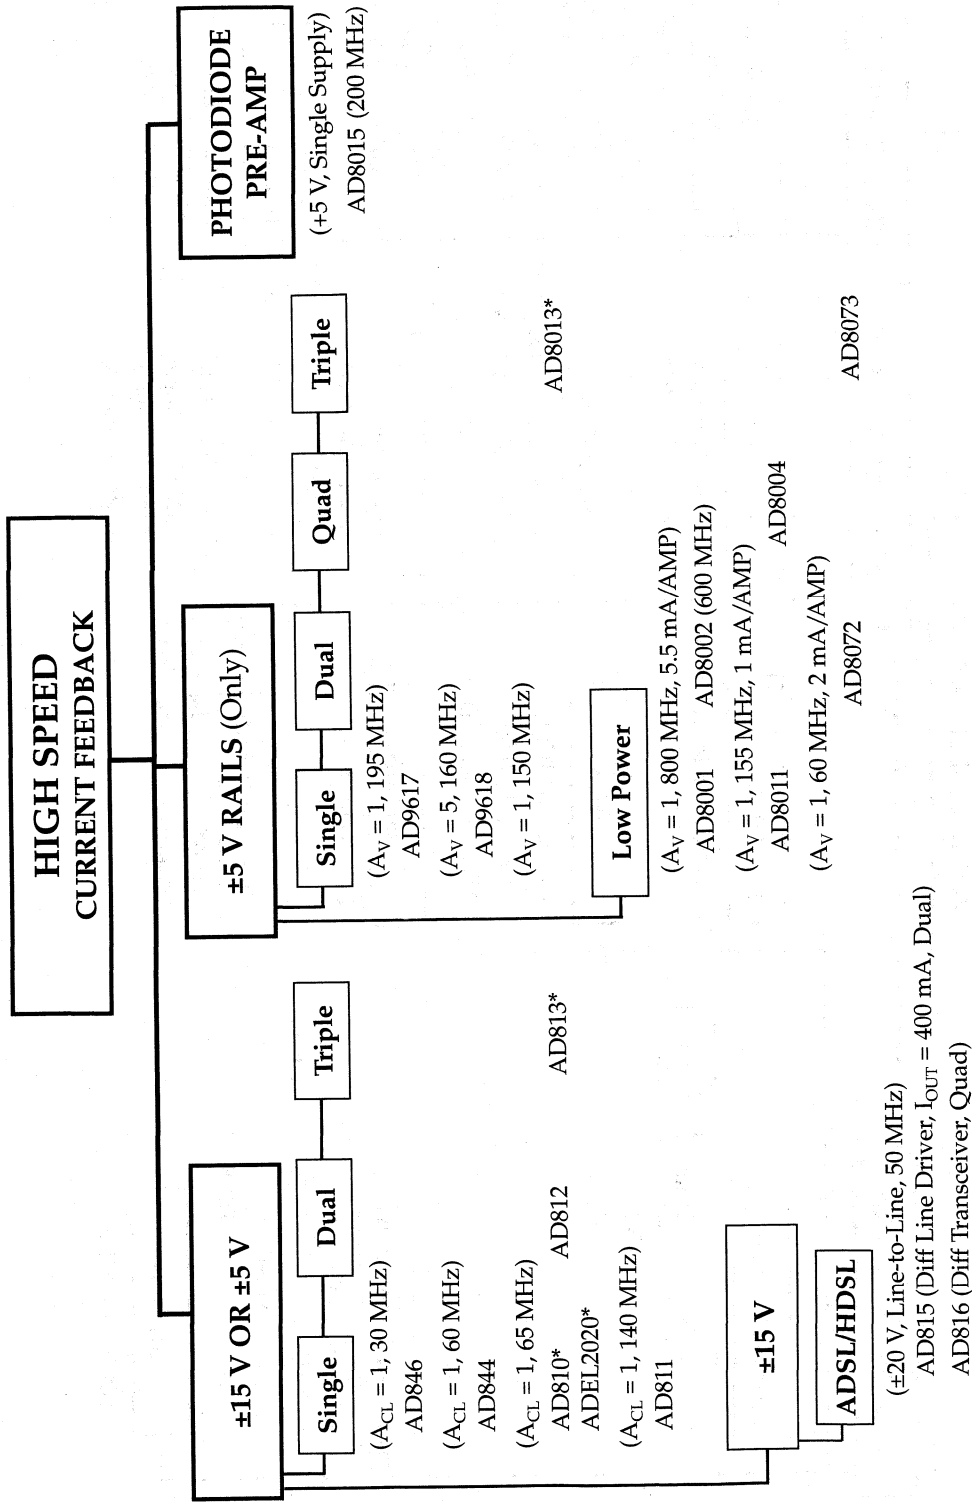 HIGH SPEED
CURRENT FEEDBACK
±15 V OR ±5 V
Single
Dual
Triple
(A_CL = 1, 30 MHz)
AD846
(A_CL = 1, 60 MHz)
AD844
(A_CL = 1, 65 MHz)
AD810* AD812 AD813*
ADEL2020*
(A_CL = 1, 140 MHz)
AD811
±15 V
ADSL/HDSL
(±20 V, Line-to-Line, 50 MHz)
AD815 (Diff Line Driver, I_OUT = 400 mA, Dual)
AD816 (Diff Transceiver, Quad)
±5 V RAILS (Only)
Single
Dual
Quad
Triple
(A_V = 1, 195 MHz)
AD9617
(A_V = 5, 160 MHz)
AD9618
(A_V = 1, 150 MHz)
AD8013*
Low Power
(A_V = 1, 800 MHz, 5.5 mA/AMP)
AD8001 AD8002 (600 MHz)
(A_V = 1, 155 MHz, 1 mA/AMP)
AD8011 AD8004
(A_V = 1, 60 MHz, 2 mA/AMP)
AD8072 AD8073
PHOTODIODE
PRE-AMP
(+5 V, Single Supply)
AD8015 (200 MHz)